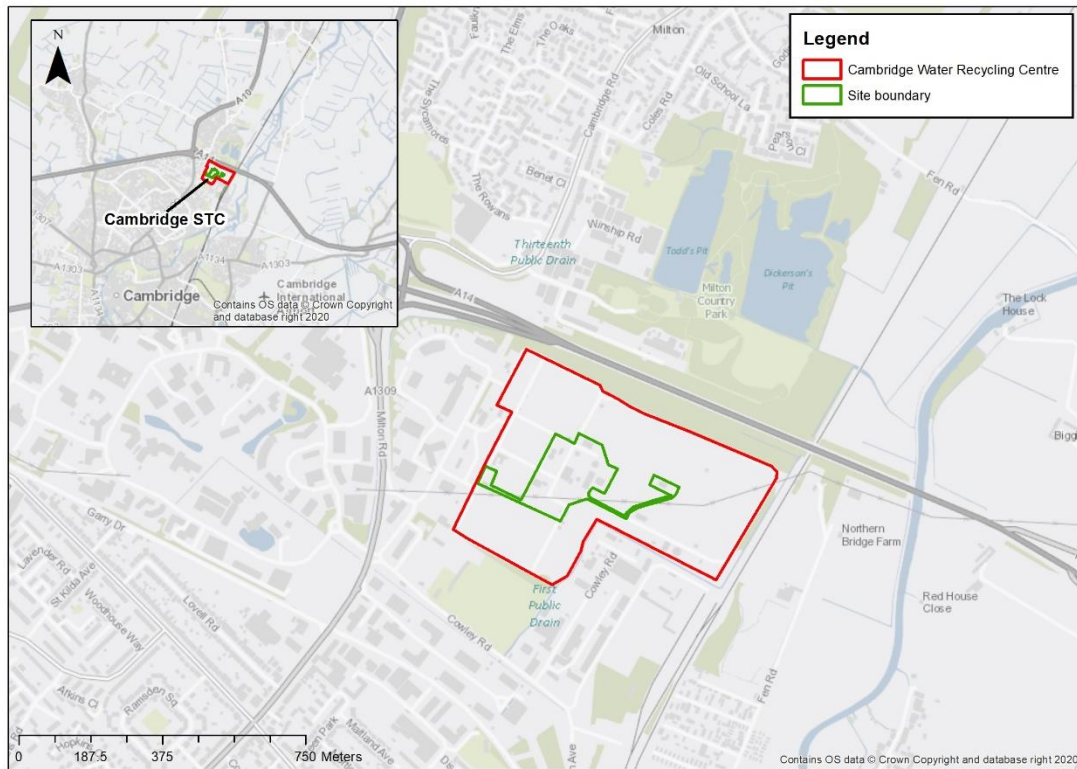 N
A10
A14
Cambridge STC
A1307
A1303
A1134
A1303
Cambridge
Cambridge
International
Contains OS data © Crown Copyright
and database right 2020
Legend
Cambridge Water Recycling Centre
Site boundary
The Elms
The Oaks
Milton
The Sycamores
Cambridge Rd
Old School La
Coles Rd
Benet Cl
The Rowans
Winship Rd
Fen Rd
Thirteenth
Public Drain
Todd's Pit
Dickerson's
Pit
Milton
Country
Park
The Lock
House
A14
A1309
Milton Rd
Garry Dr
Lavender Rd
St Kilda Ave
Woodhouse Way
Lovell Rd
Northern
Bridge Farm
Red House
Close
Cowley Rd
First
Public
Drain
Cowley Rd
Fen Rd
Atkins Cl
Ramsden Sq
Maitland Ave
0 187.5 375 750 Meters
Contains OS data © Crown Copyright and database right 2020